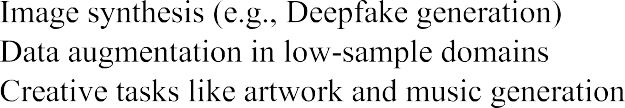 Image synthesis (e.g., Deepfake generation)
Data augmentation in low-sample domains
Creative tasks like artwork and music generation